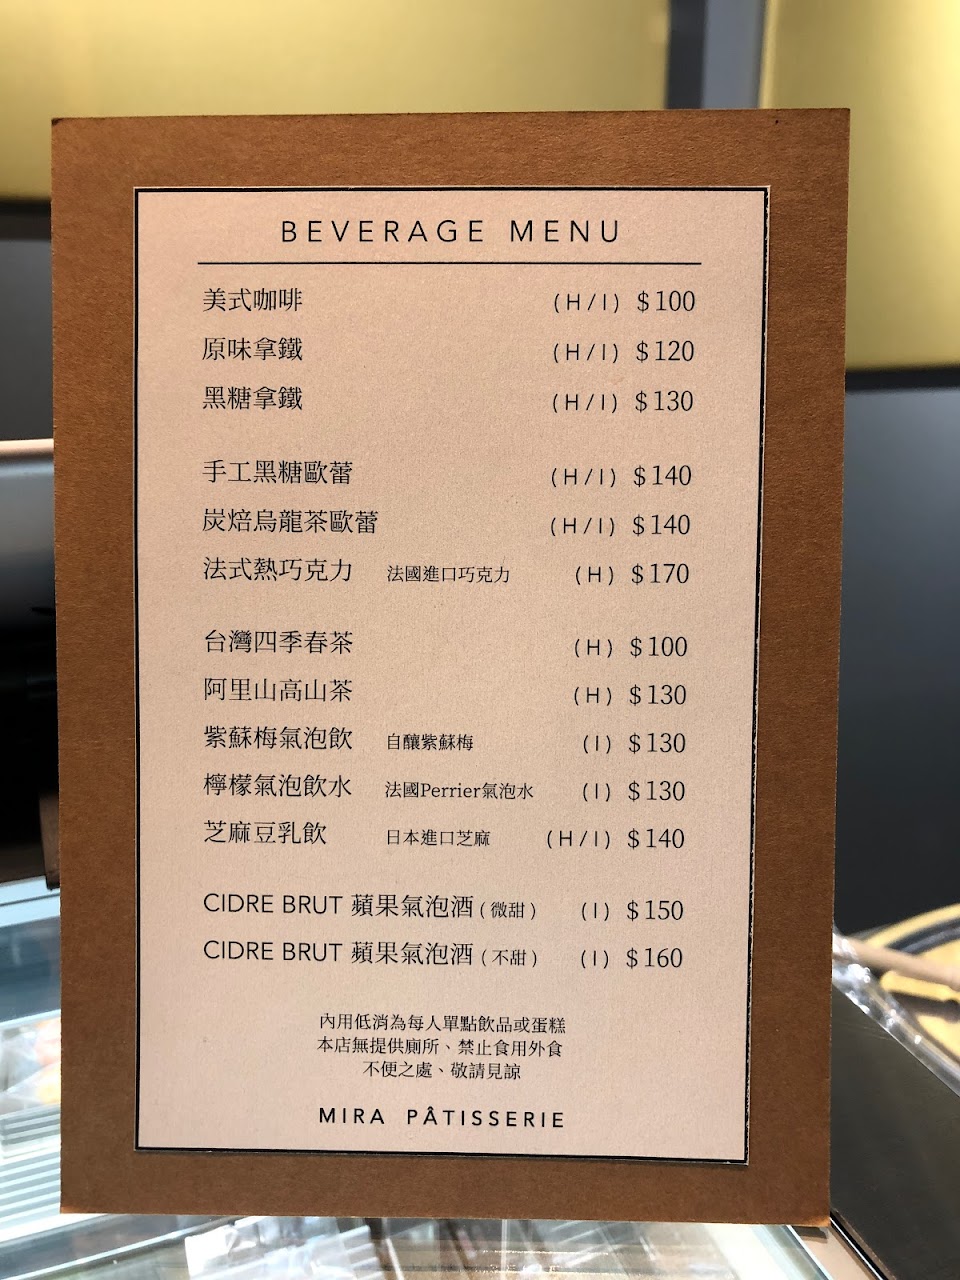 BEVERAGE MENU
美式咖啡 (H/I) $100
原味拿鐵 (H/I) $120
黑糖拿鐵 (H/I) $130
手工黑糖歐蕾 (H/I) $140
炭焙烏龍茶歐蕾 (H/I) $140
法式熱巧克力 法國進口巧克力 (H) $170
台灣四季春茶 (H) $100
阿里山高山茶 (H) $130
紫蘇梅氣泡飲 自釀紫蘇梅 (I) $130
檸檬氣泡飲水 法國Perrier氣泡水 (I) $130
芝麻豆乳飲 日本進口芝麻 (H/I) $140
CIDRE BRUT 蘋果氣泡酒 (微甜) (I) $150
CIDRE BRUT 蘋果氣泡酒 (不甜) (I) $160
內用低消為每人單點飲品或蛋糕
本店無提供廁所、禁止食用外食
不便之處、敬請見諒
MIRA PÂTISSERIE